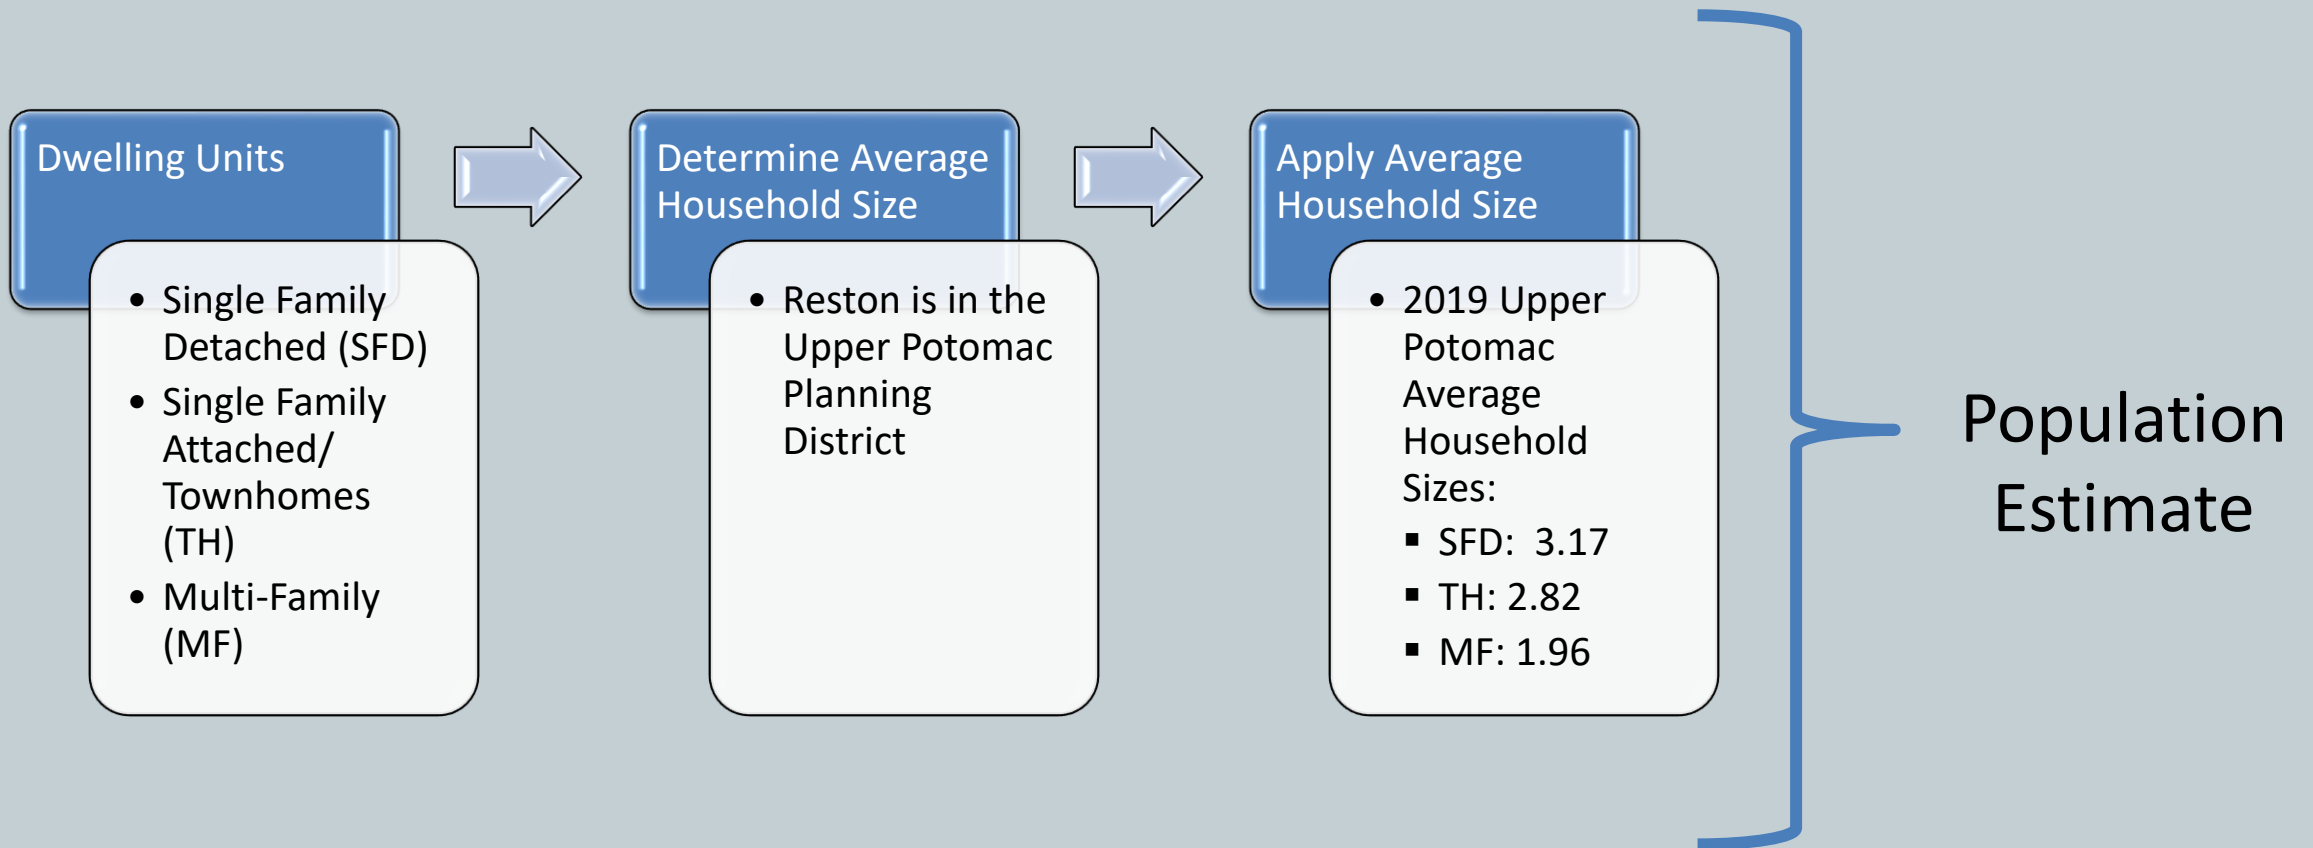 Dwelling Units
• Single Family
Detached (SFD)
• Single Family
Attached/
Townhomes
(TH)
• Multi-Family
(MF)
Determine Average
Household Size
• Reston is in the
Upper Potomac
Planning
District
Apply Average
Household Size
• 2019 Upper
Potomac
Average
Household
Sizes:
▪ SFD:  3.17
▪ TH: 2.82
▪ MF: 1.96
Population
Estimate